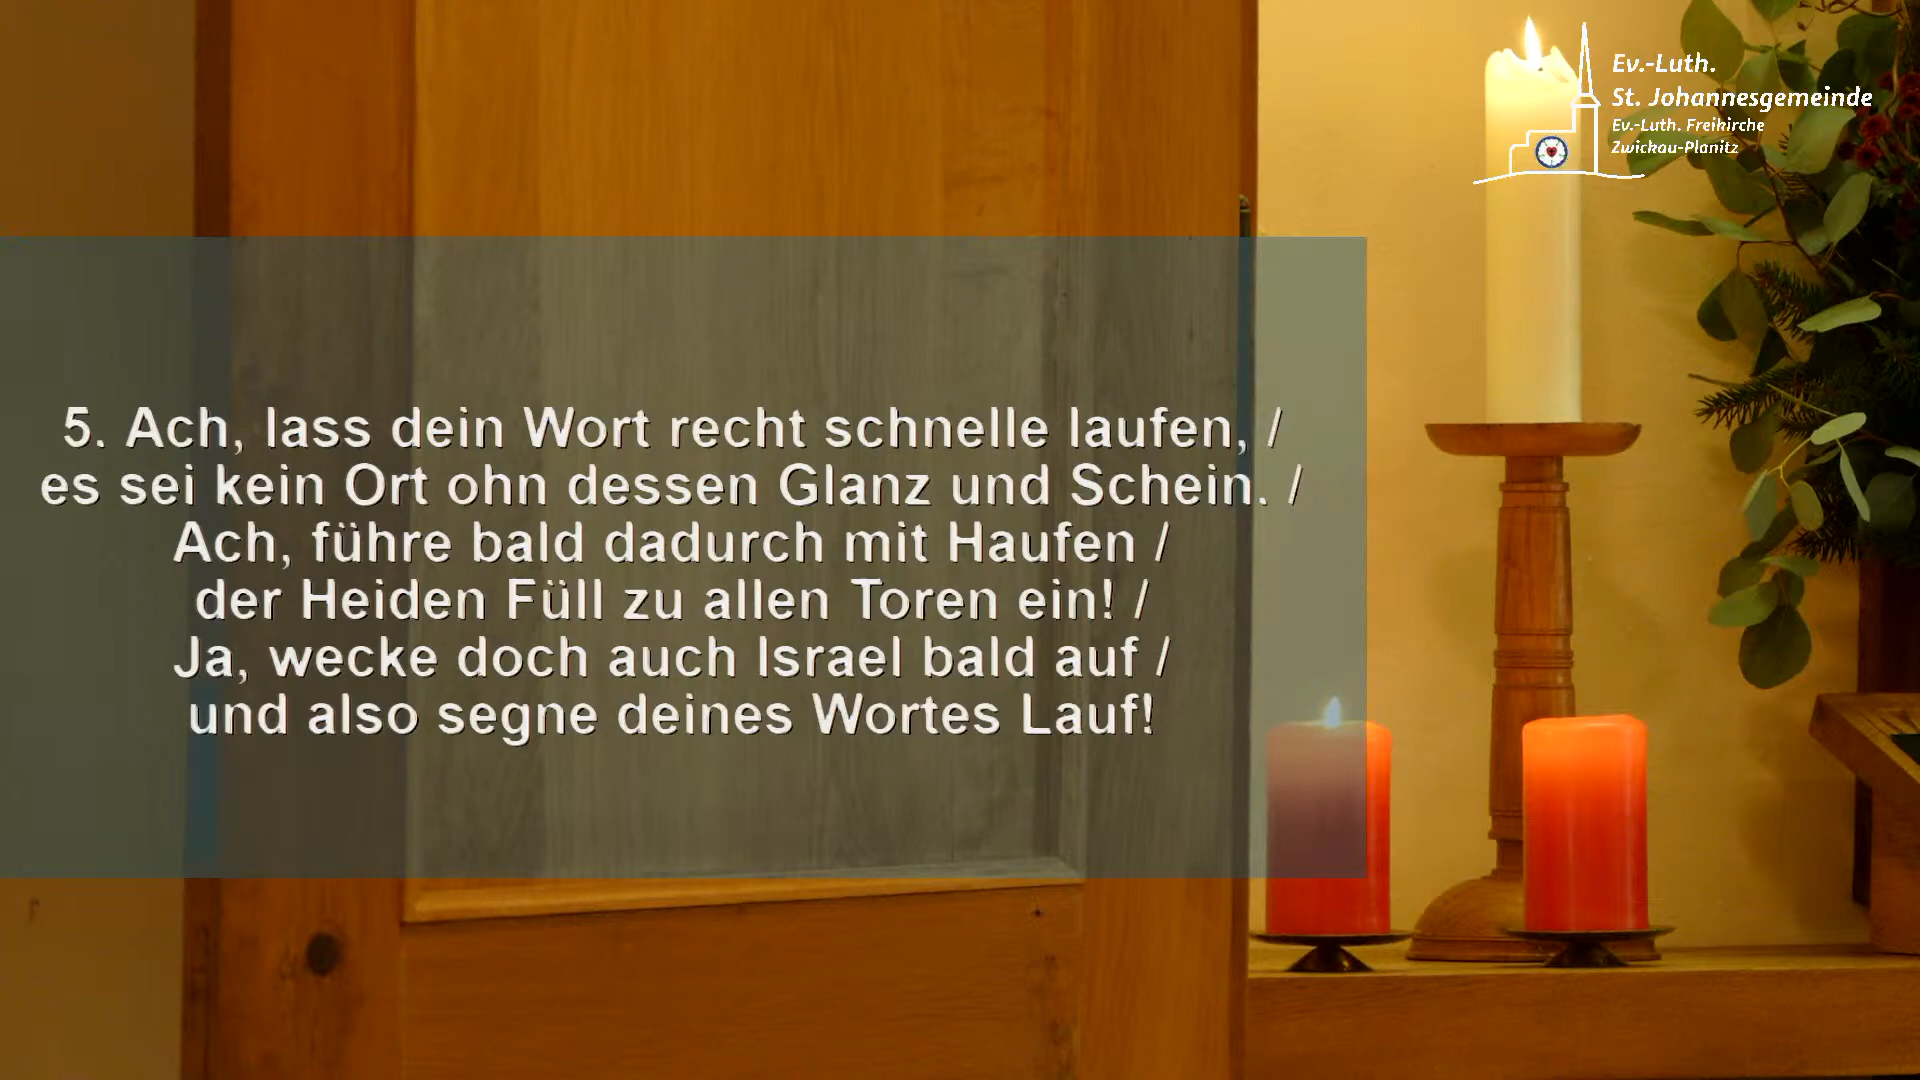 Ev.-Luth.
St. Johannesgemeinde
Ev.-Luth. Freikirche
Zwickau-Planitz
5. Ach, lass dein Wort recht schnelle laufen, /
es sei kein Ort ohn dessen Glanz und Schein. /
Ach, führe bald dadurch mit Haufen /
der Heiden Füll zu allen Toren ein! /
Ja, wecke doch auch Israel bald auf /
und also segne deines Wortes Lauf!